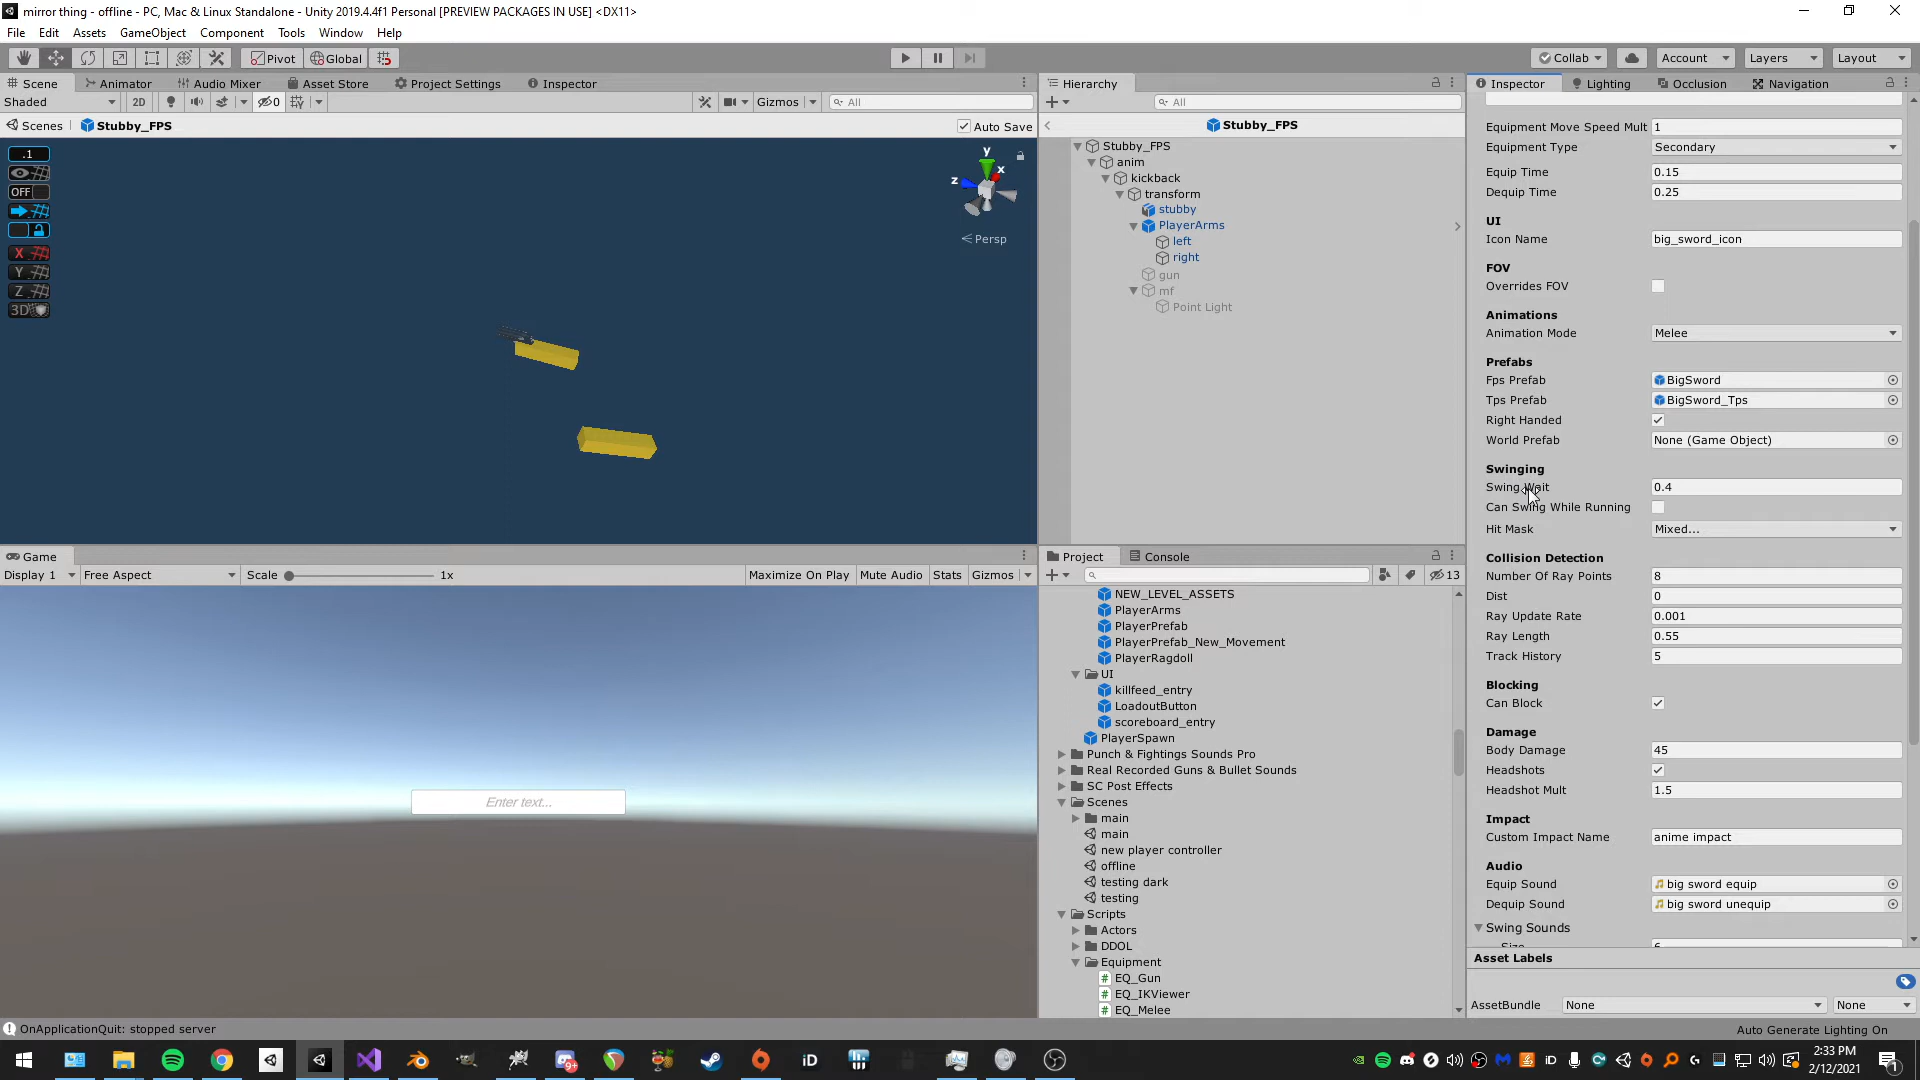 mirror thing - offline - PC, Mac & Linux Standalone - Unity 2019.4.4f1 Personal [PREVIEW PACKAGES IN USE] <DX11>
File Edit Assets GameObject Component Tools Window Help
Pivot Global Collab Account Layers Layout
Scene Animator Audio Mixer Asset Store Project Settings Inspector
Shaded 2D 0 Gizmos All
Scenes Stubby_FPS Auto Save
.1
OFF
X
Y
Z
3D
y
x
z
Persp
Hierarchy
All
Stubby_FPS
Stubby_FPS
anim
kickback
transform
stubby
PlayerArms
left
right
gun
mf
Point Light
Game
Display 1 Free Aspect Scale 1x Maximize On Play Mute Audio Stats Gizmos
Enter text...
Project Console
13
NEW_LEVEL_ASSETS
PlayerArms
PlayerPrefab
PlayerPrefab_New_Movement
PlayerRagdoll
UI
killfeed_entry
LoadoutButton
scoreboard_entry
PlayerSpawn
Punch & Fightings Sounds Pro
Real Recorded Guns & Bullet Sounds
SC Post Effects
Scenes
main
main
new player controller
offline
testing dark
testing
Scripts
Actors
DDOL
Equipment
EQ_Gun
EQ_IKViewer
EQ_Melee
Inspector Lighting Occlusion Navigation
Equipment Move Speed Mult 1
Equipment Type Secondary
Equip Time 0.15
Dequip Time 0.25
UI
Icon Name big_sword_icon
FOV
Overrides FOV
Animations
Animation Mode Melee
Prefabs
Fps Prefab BigSword
Tps Prefab BigSword_Tps
Right Handed
World Prefab None (Game Object)
Swinging
Swing Wait 0.4
Can Swing While Running
Hit Mask Mixed...
Collision Detection
Number Of Ray Points 8
Dist 0
Ray Update Rate 0.001
Ray Length 0.55
Track History 5
Blocking
Can Block
Damage
Body Damage 45
Headshots
Headshot Mult 1.5
Impact
Custom Impact Name anime impact
Audio
Equip Sound big sword equip
Dequip Sound big sword unequip
Swing Sounds
Size 6
Asset Labels
AssetBundle None None
OnApplicationQuit: stopped server
Auto Generate Lighting On
2:33 PM
2/12/2021